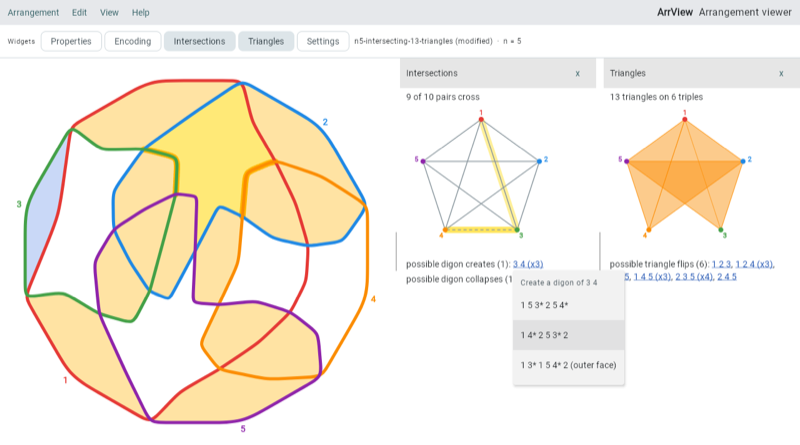 Arrangement Edit View Help ArrView Arrangement viewer
Widgets Properties Encoding Intersections Triangles Settings n5-intersecting-13-triangles (modified) · n = 5
Intersections x
Triangles x
9 of 10 pairs cross
13 triangles on 6 triples
1
2
3
4
5
1
2
3
4
5
1
2
3
4
5
possible digon creates (1): 3 4 (x3)
possible digon collapses (1
possible triangle flips (6): 1 2 3, 1 2 4 (x3),
5, 1 4 5 (x3), 2 3 5 (x4), 2 4 5
Create a digon of 3 4
1 5 3* 2 5 4*
1 4* 2 5 3* 2
1 3* 1 5 4* 2 (outer face)